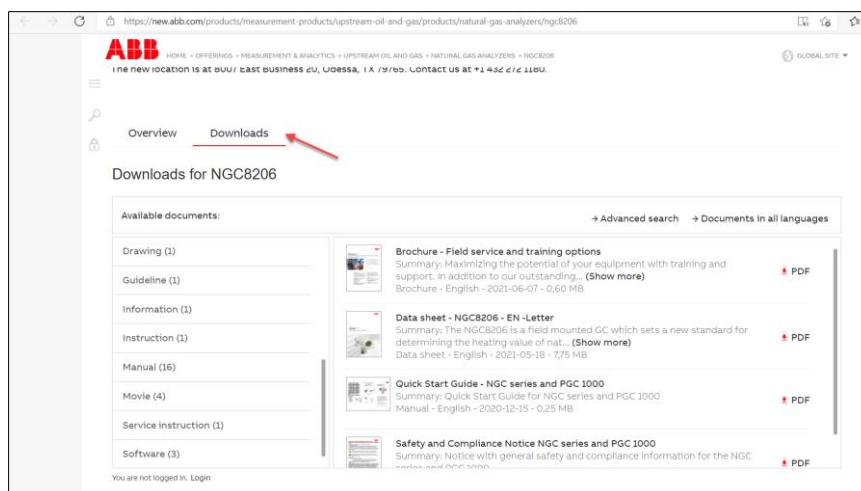 https://new.abb.com/products/measurement-products/upstream-oil-and-gas/products/natural-gas-analyzers/ngc8206
ABB
HOME - OFFERINGS - MEASUREMENT & ANALYTICS - UPSTREAM OIL AND GAS - NATURAL GAS ANALYZERS - NGC8206
GLOBAL SITE
The new location is at 8007 East Business 20, Odessa, TX 79765. Contact us at +1 432 272 1180.
Overview
Downloads
Downloads for NGC8206
Available documents:
→ Advanced search
→ Documents in all languages
Drawing (1)
Guideline (1)
Information (1)
Instruction (1)
Manual (16)
Movie (4)
Service instruction (1)
Software (3)
Brochure - Field service and training options
Summary: Maximizing the potential of your equipment with training and
support. In addition to our outstanding... (Show more)
Brochure - English - 2021-06-07 - 0,60 MB
PDF
Data sheet - NGC8206 - EN -Letter
Summary: The NGC8206 is a field mounted GC which sets a new standard for
determining the heating value of nat... (Show more)
Data sheet - English - 2021-05-18 - 7,75 MB
PDF
Quick Start Guide - NGC series and PGC 1000
Summary: Quick Start Guide for NGC series and PGC 1000
Manual - English - 2020-12-15 - 0,25 MB
PDF
Safety and Compliance Notice NGC series and PGC 1000
Summary: Notice with general safety and compliance information for the NGC
series and PGC 1000
PDF
You are not logged in. Login